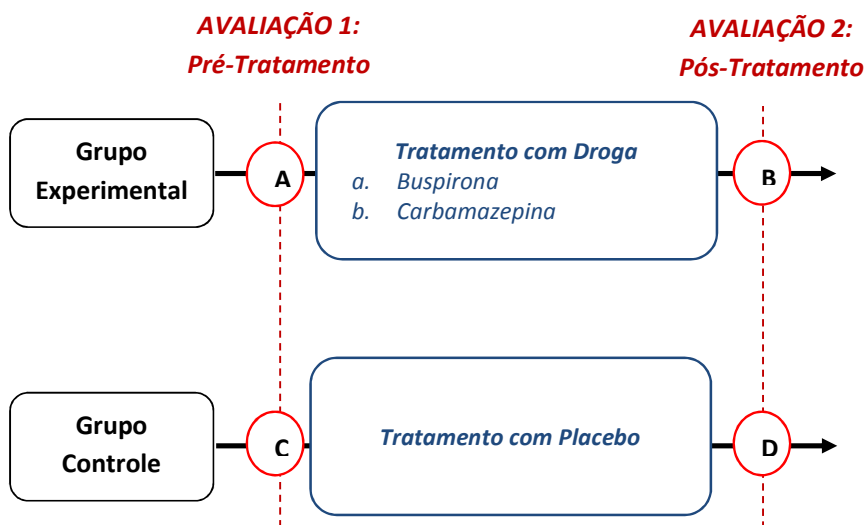 AVALIAÇÃO 1:
Pré-Tratamento
AVALIAÇÃO 2:
Pós-Tratamento
Grupo
Experimental
A
Tratamento com Droga
a. Buspirona
b. Carbamazepina
B
Grupo
Controle
C
Tratamento com Placebo
D